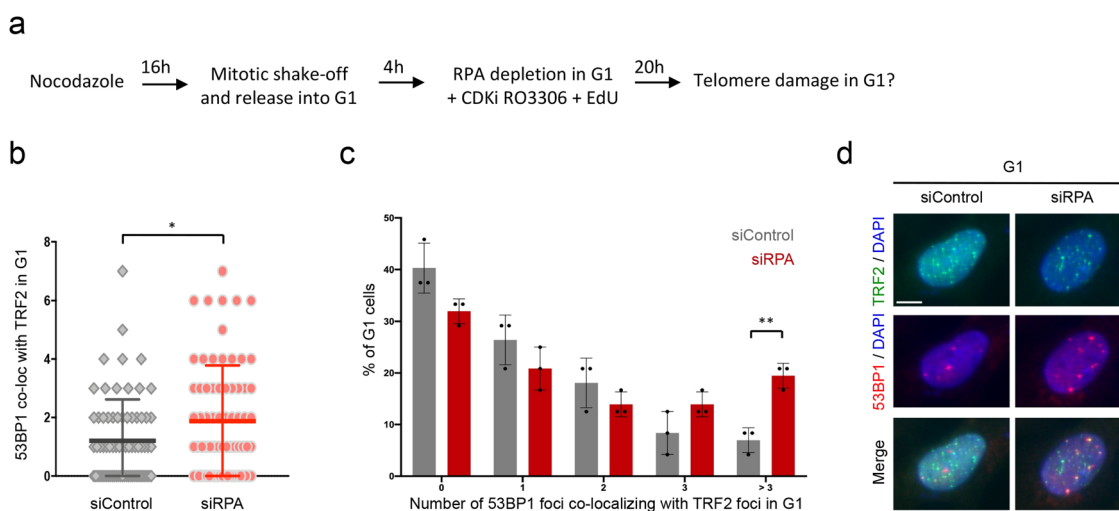 a
Nocodazole
16h
Mitotic shake-off
and release into G1
4h
RPA depletion in G1
+ CDKi RO3306 + EdU
20h
Telomere damage in G1?
b
53BP1 co-loc with TRF2 in G1
8
6
4
2
0
*
siControl
siRPA
c
% of G1 cells
50
40
30
20
10
0
siControl
siRPA
**
0
1
2
3
> 3
Number of 53BP1 foci co-localizing with TRF2 foci in G1
d
G1
siControl
siRPA
TRF2 / DAPI
53BP1 / DAPI
Merge